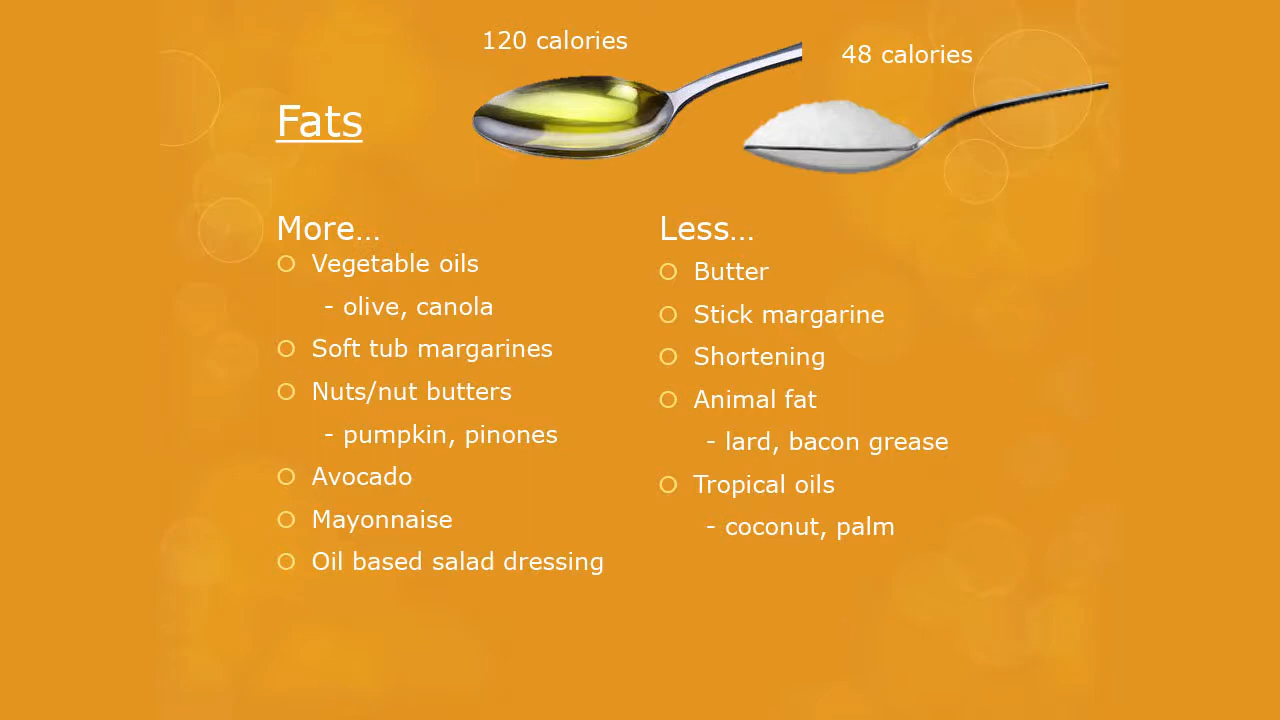 120 calories
48 calories
Fats
More...
Vegetable oils
- olive, canola
Soft tub margarines
Nuts/nut butters
- pumpkin, pinones
Avocado
Mayonnaise
Oil based salad dressing
Less...
Butter
Stick margarine
Shortening
Animal fat
- lard, bacon grease
Tropical oils
- coconut, palm